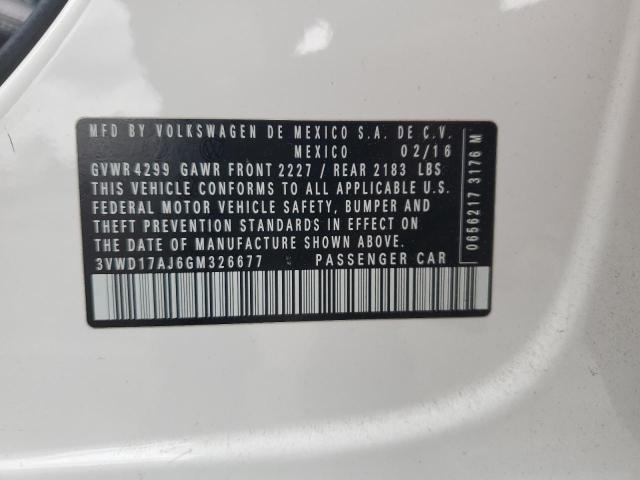 MFD BY VOLKSWAGEN DE MEXICO S.A. DE C.V.
MEXICO 02/16
GVWR 4299 GAWR FRONT 2227 / REAR 2183 LBS
THIS VEHICLE CONFORMS TO ALL APPLICABLE U.S.
FEDERAL MOTOR VEHICLE SAFETY, BUMPER AND
THEFT PREVENTION STANDARDS IN EFFECT ON
THE DATE OF MANUFACTURE SHOWN ABOVE.
3VWD17AJ6GM326677 PASSENGER CAR
0656217 3176 M